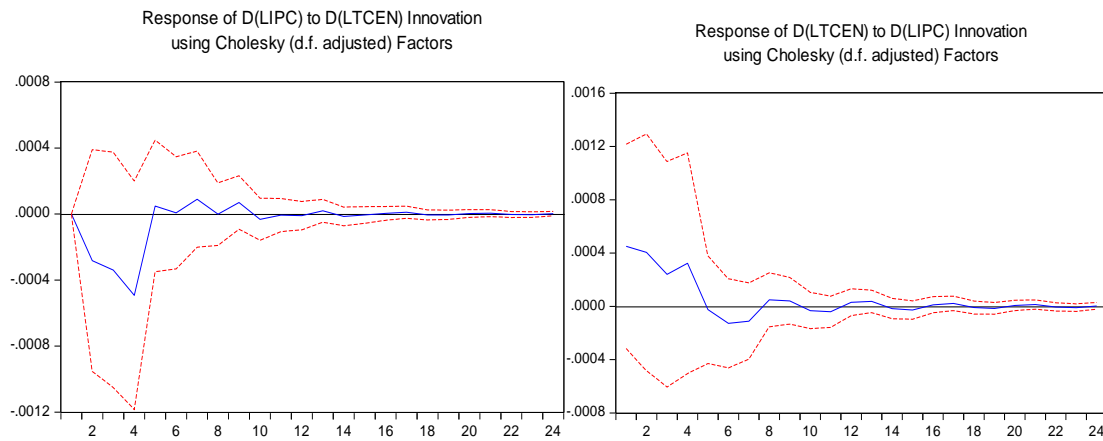 Response of D(LIPC) to D(LTCEN) Innovation
using Cholesky (d.f. adjusted) Factors
.0008
.0004
.0000
-.0004
-.0008
-.0012
2 4 6 8 10 12 14 16 18 20 22 24
Response of D(LTCEN) to D(LIPC) Innovation
using Cholesky (d.f. adjusted) Factors
.0016
.0012
.0008
.0004
.0000
-.0004
-.0008
2 4 6 8 10 12 14 16 18 20 22 24